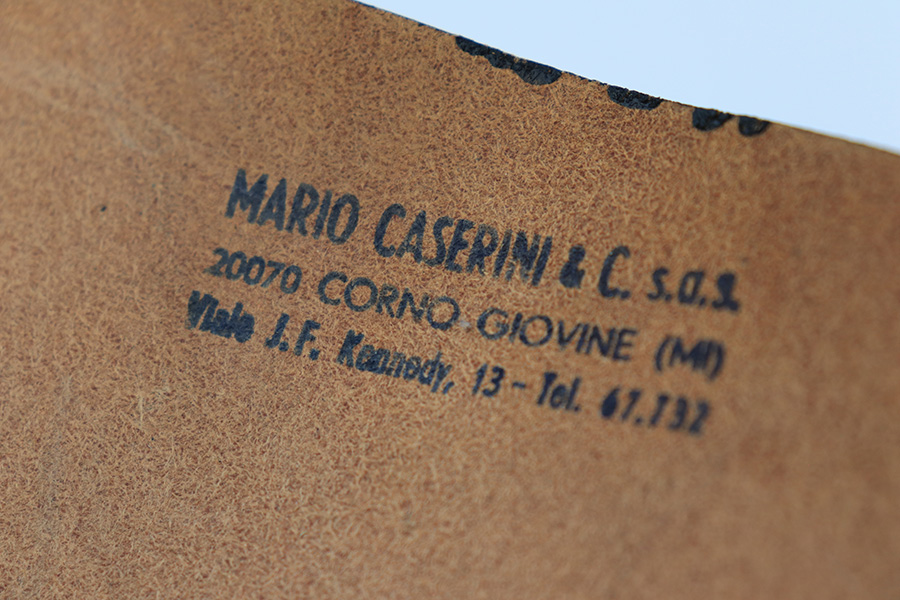 MARIO CASERINI & C. s.a.s.
20070 CORNO GIOVINE (MI)
Viale J.F. Kennedy, 13 - Tel. 67.732